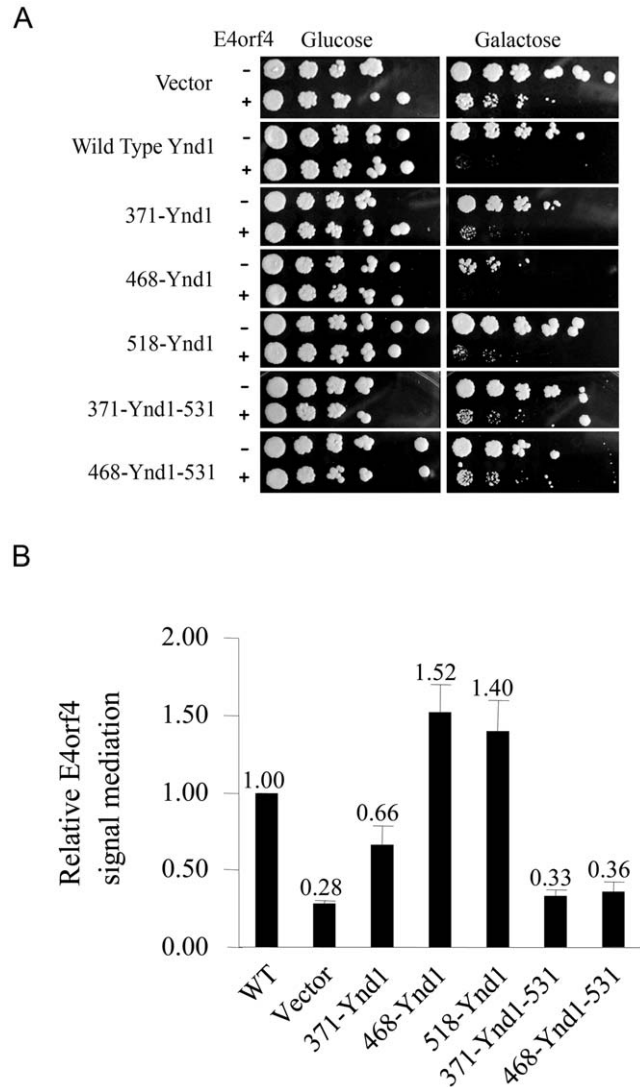 A
E4orf4 Glucose Galactose
Vector
-
+
Wild Type Ynd1
-
+
371-Ynd1
-
+
468-Ynd1
-
+
518-Ynd1
-
+
371-Ynd1-531
-
+
468-Ynd1-531
-
+
B
Relative E4orf4
signal mediation
2.00
1.50
1.00
0.50
0.00
1.00
0.28
0.66
1.52
1.40
0.33
0.36
WT
Vector
371-Ynd1
468-Ynd1
518-Ynd1
371-Ynd1-531
468-Ynd1-531